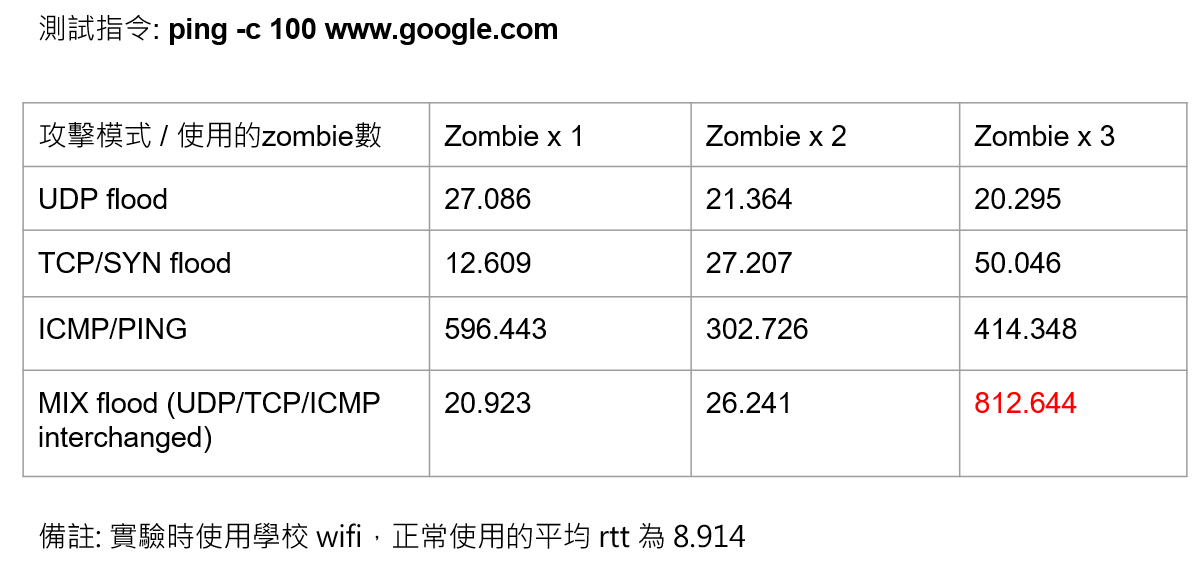 測試指令: ping -c 100 www.google.com
攻擊模式 / 使用的zombie數 Zombie x 1 Zombie x 2 Zombie x 3
UDP flood 27.086 21.364 20.295
TCP/SYN flood 12.609 27.207 50.046
ICMP/PING 596.443 302.726 414.348
MIX flood (UDP/TCP/ICMP 20.923 26.241 812.644
interchanged)
備註: 實驗時使用學校 wifi，正常使用的平均 rtt 為 8.914